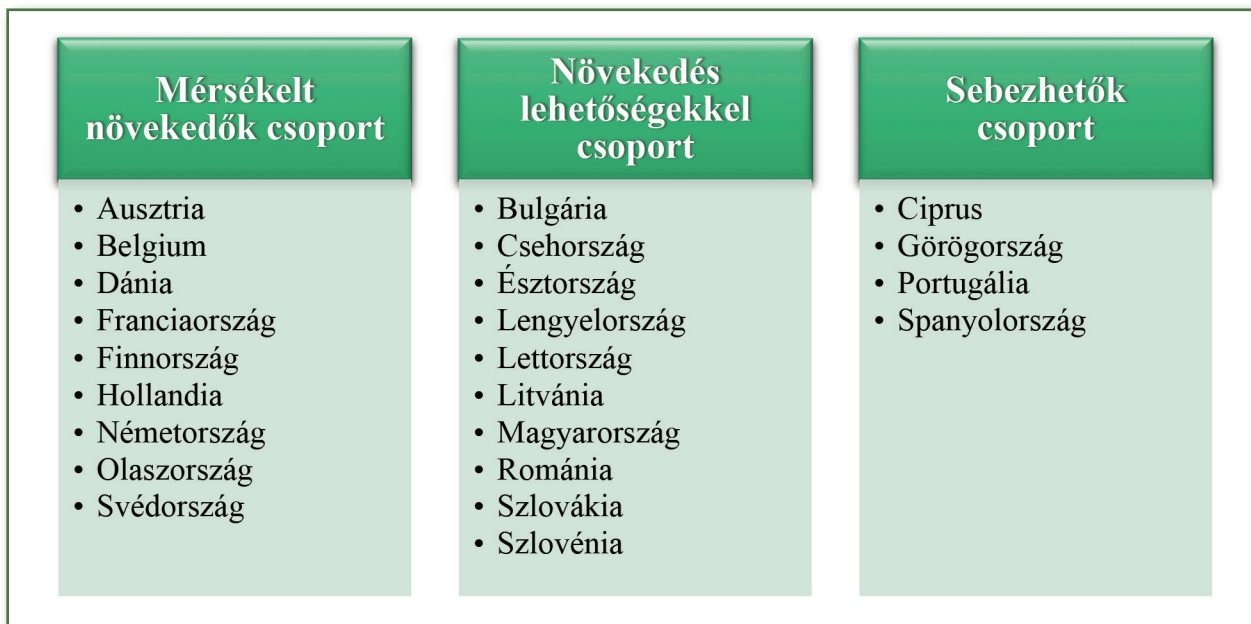 Mérsékelt
növekedők csoport
• Ausztria
• Belgium
• Dánia
• Franciaország
• Finnország
• Hollandia
• Németország
• Olaszország
• Svédország
Növekedés
lehetőségekkel
csoport
• Bulgária
• Csehország
• Észtország
• Lengyelország
• Lettország
• Litvánia
• Magyarország
• Románia
• Szlovákia
• Szlovénia
Sebezhetők
csoport
• Ciprus
• Görögország
• Portugália
• Spanyolország